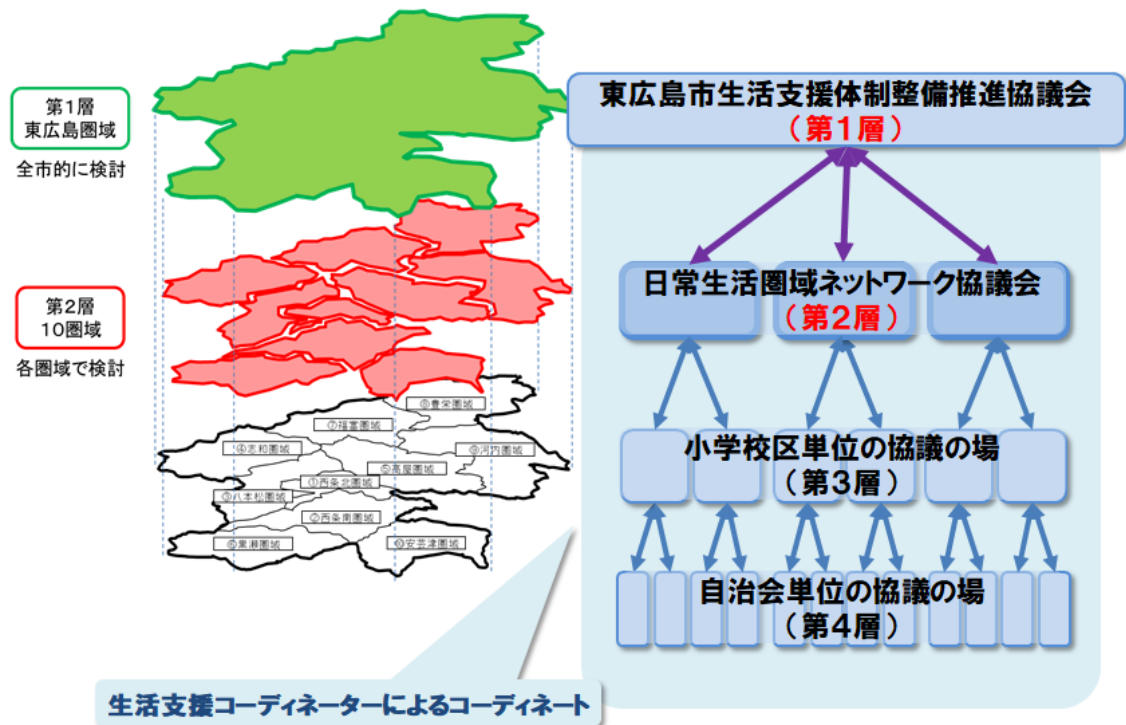 第1層
東広島圏域
全市的に検討
第2層
10圏域
各圏域で検討
⑧豊栄圏域
⑦福富圏域
④志和圏域
⑨河内圏域
⑤高屋圏域
①西条北圏域
③八本松圏域
②西条南圏域
⑥黒瀬圏域
⑩安芸津圏域
東広島市生活支援体制整備推進協議会
（第1層）
日常生活圏域ネットワーク協議会
（第2層）
小学校区単位の協議の場
（第3層）
自治会単位の協議の場
（第4層）
生活支援コーディネーターによるコーディネート